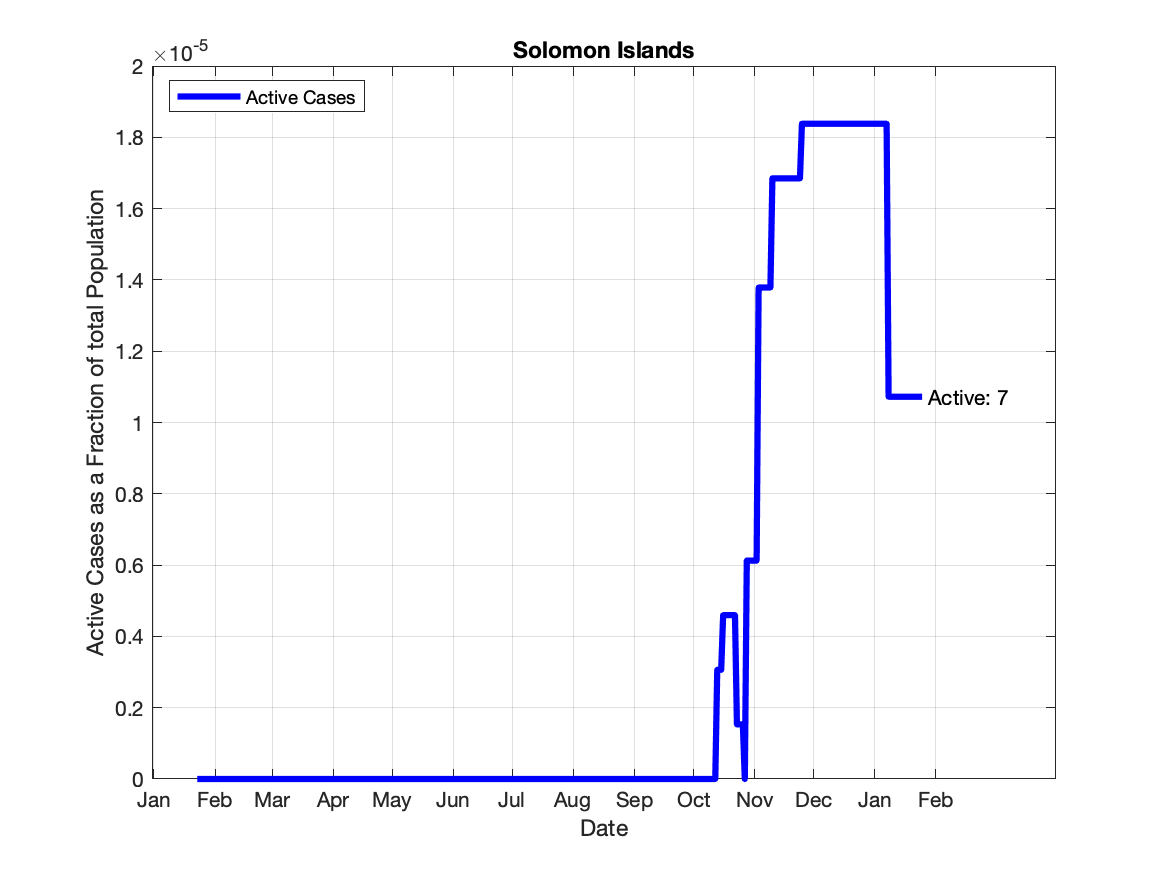 Solomon Islands
×10-5
2
1.8
1.6
1.4
1.2
1
0.8
0.6
0.4
0.2
0
Active Cases as a Fraction of total Population
Active Cases
Active: 7
Jan Feb Mar Apr May Jun Jul Aug Sep Oct Nov Dec Jan Feb
Date